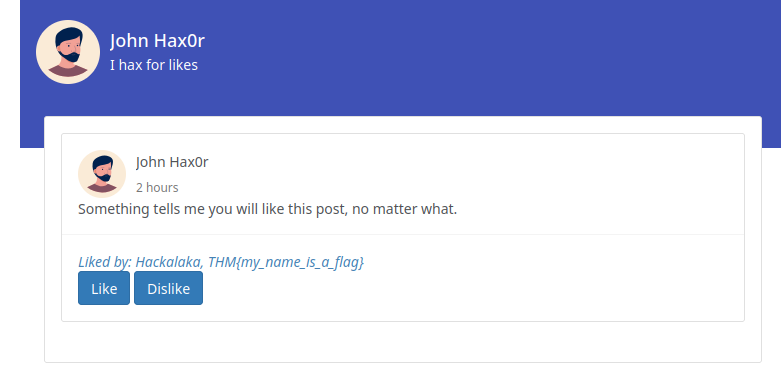 John Hax0r
I hax for likes
John Hax0r
2 hours
Something tells me you will like this post, no matter what.
Liked by: Hackalaka, THM{my_name_is_a_flag}
Like Dislike